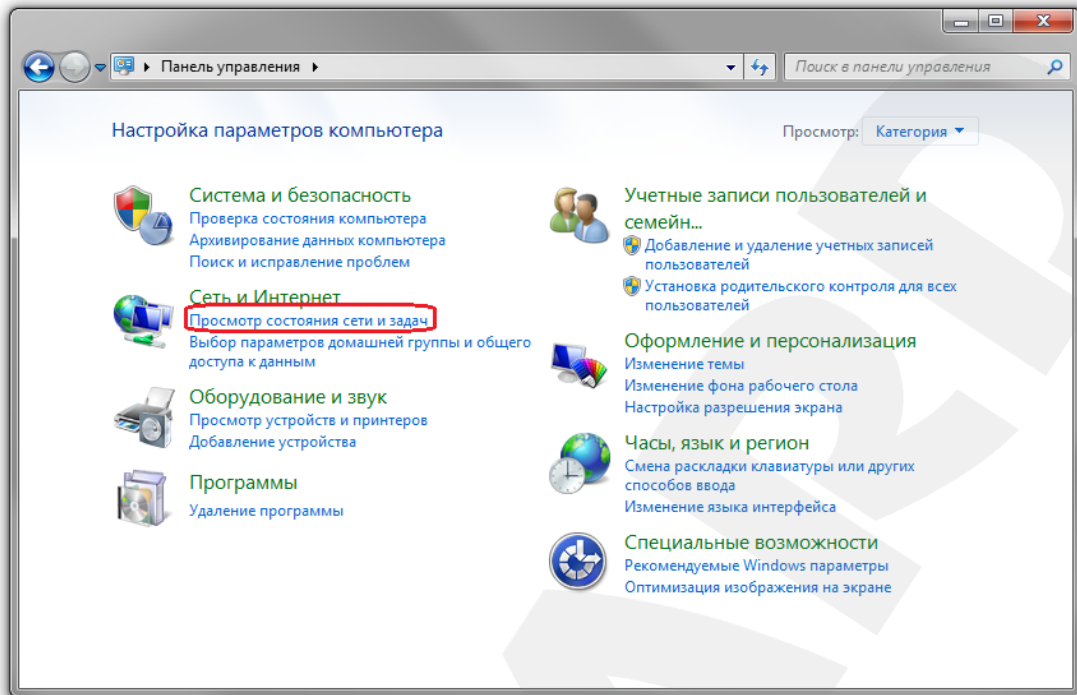 Панель управления
Поиск в панели управления
Настройка параметров компьютера
Просмотр: Категория
Система и безопасность
Проверка состояния компьютера
Архивирование данных компьютера
Поиск и исправление проблем
Сеть и Интернет
Просмотр состояния сети и задач
Выбор параметров домашней группы и общего
доступа к данным
Оборудование и звук
Просмотр устройств и принтеров
Добавление устройства
Программы
Удаление программы
Учетные записи пользователей и
семейн...
Добавление и удаление учетных записей
пользователей
Установка родительского контроля для всех
пользователей
Оформление и персонализация
Изменение темы
Изменение фона рабочего стола
Настройка разрешения экрана
Часы, язык и регион
Смена раскладки клавиатуры или других
способов ввода
Изменение языка интерфейса
Специальные возможности
Рекомендуемые Windows параметры
Оптимизация изображения на экране